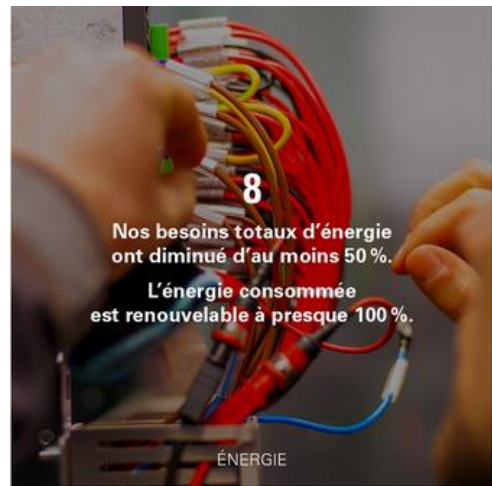 8
Nos besoins totaux d'énergie
ont diminué d'au moins 50 %.
L'énergie consommée
est renouvelable à presque 100 %.
ÉNERGIE